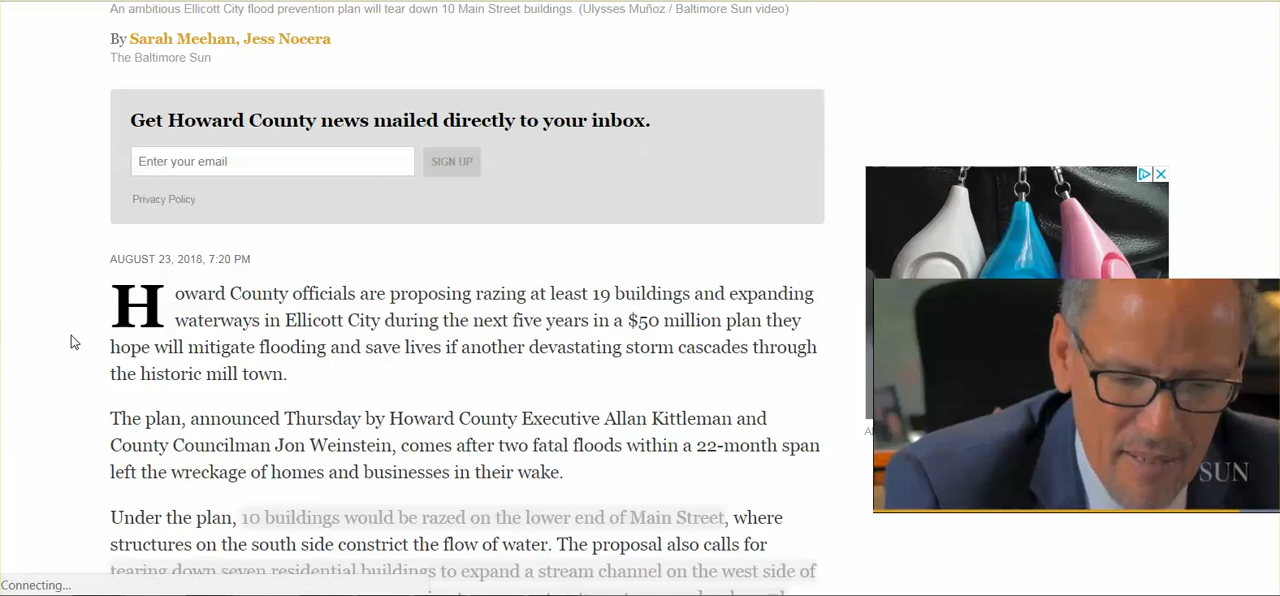 An ambitious Ellicott City flood prevention plan will tear down 10 Main Street buildings. (Ulysses Muñoz / Baltimore Sun video)
By Sarah Meehan, Jess Nocera
The Baltimore Sun
Get Howard County news mailed directly to your inbox.
Enter your email
SIGN UP
Privacy Policy
AUGUST 23, 2018, 7:20 PM
Howard County officials are proposing razing at least 19 buildings and expanding
waterways in Ellicott City during the next five years in a $50 million plan they
hope will mitigate flooding and save lives if another devastating storm cascades through
the historic mill town.
The plan, announced Thursday by Howard County Executive Allan Kittleman and
County Councilman Jon Weinstein, comes after two fatal floods within a 22-month span
left the wreckage of homes and businesses in their wake.
Under the plan, 10 buildings would be razed on the lower end of Main Street, where
structures on the south side constrict the flow of water. The proposal also calls for
tearing down seven residential buildings to expand a stream channel on the west side of
Connecting...
SUN